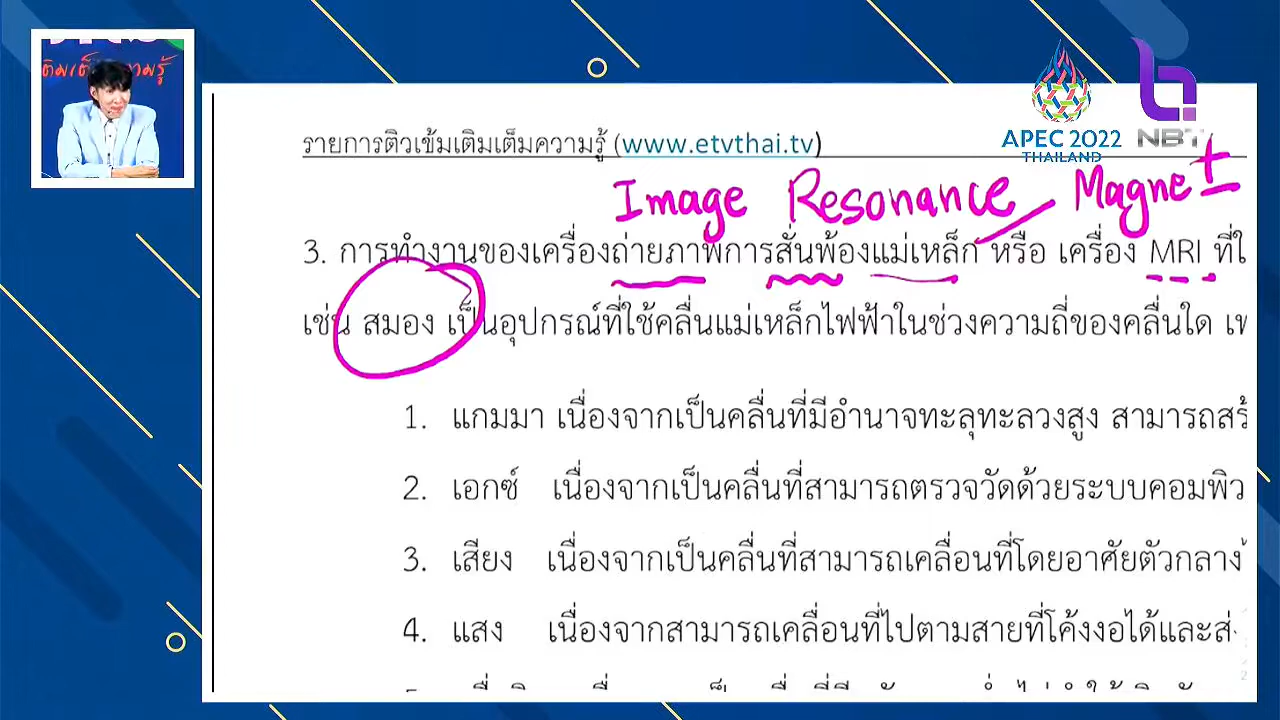 ติมเต็มความรู้
APEC 2022
THAILAND
NBT
รายการติวเข้มเติมเต็มความรู้ (www.etvthai.tv)
Image Resonance / Magnet
3. การทำงานของเครื่องถ่ายภาพการสั่นพ้องแม่เหล็ก หรือ เครื่อง MRI ที่ใ
เช่น สมอง เป็นอุปกรณ์ที่ใช้คลื่นแม่เหล็กไฟฟ้าในช่วงความถี่ของคลื่นใด เพ
1. แกมมา เนื่องจากเป็นคลื่นที่มีอำนาจทะลุทะลวงสูง สามารถสร้
2. เอกซ์ เนื่องจากเป็นคลื่นที่สามารถตรวจวัดด้วยระบบคอมพิว
3. เสียง เนื่องจากเป็นคลื่นที่สามารถเคลื่อนที่โดยอาศัยตัวกลาง
4. แสง เนื่องจากสามารถเคลื่อนที่ไปตามสายที่โค้งงอได้และส่ง